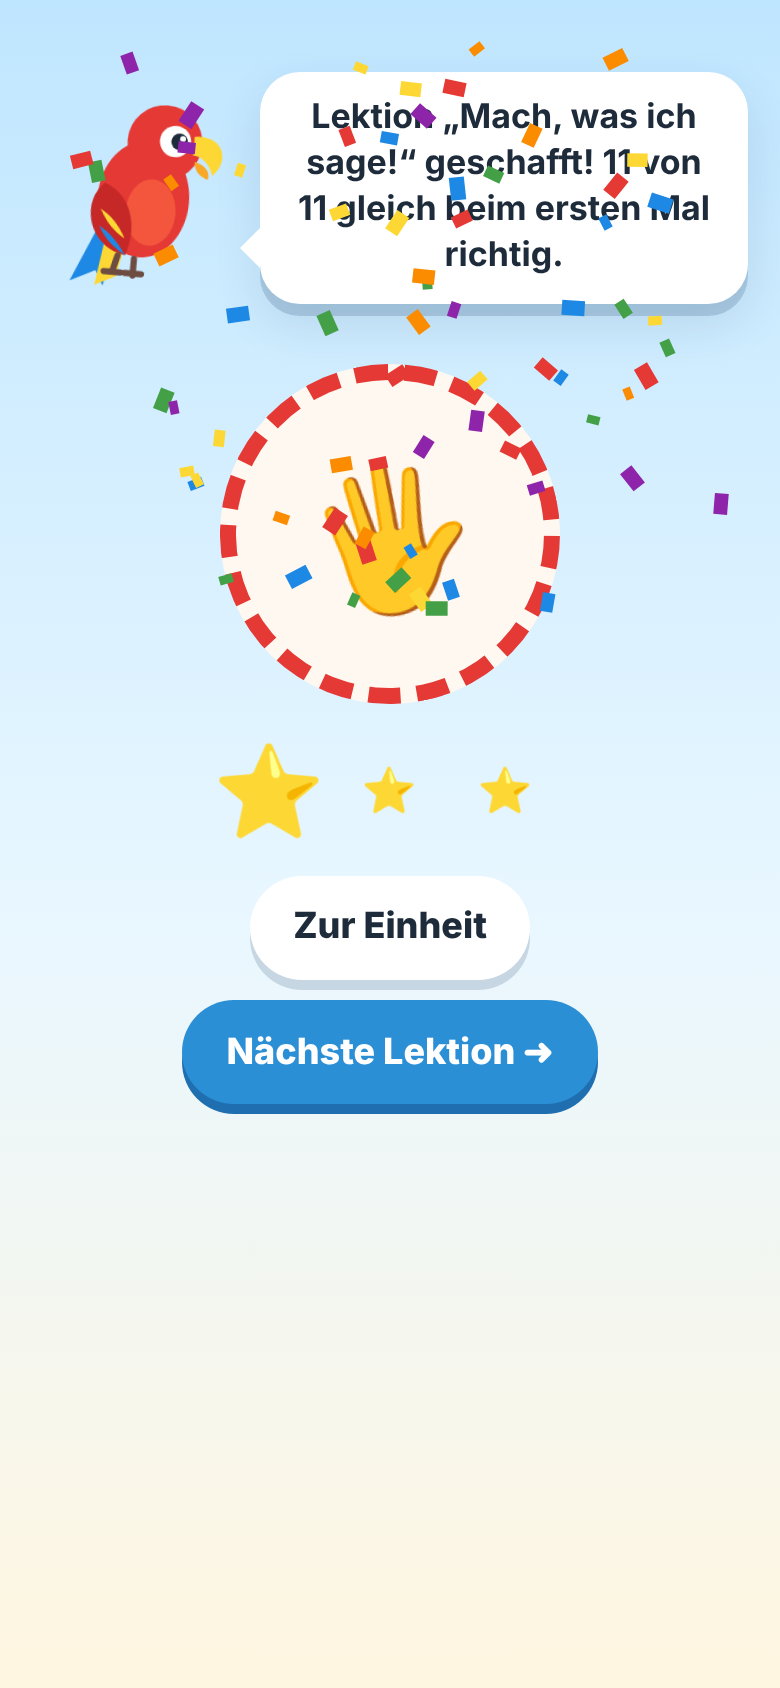 Lektion „Mach, was ich
sage!“ geschafft! 11 von
11 gleich beim ersten Mal
richtig.
Zur Einheit
Nächste Lektion ➜